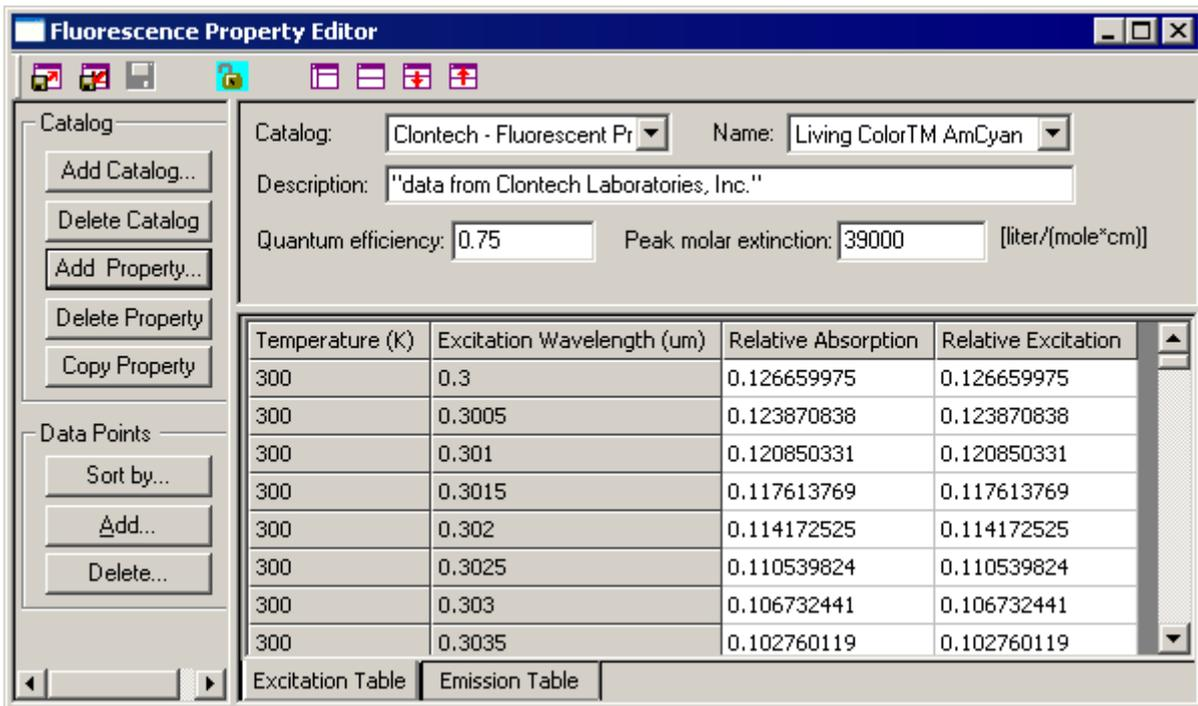 Fluorescence Property Editor
Catalog
Add Catalog...
Delete Catalog
Add Property...
Delete Property
Copy Property
Data Points
Sort by...
Add...
Delete...
Catalog: Clontech - Fluorescent Pr Name: Living ColorTM AmCyan
Description: "data from Clontech Laboratories, Inc."
Quantum efficiency: 0.75 Peak molar extinction: 39000 [liter/(mole*cm)]
Temperature (K) Excitation Wavelength (um) Relative Absorption Relative Excitation
300 0.3 0.126659975 0.126659975
300 0.3005 0.123870838 0.123870838
300 0.301 0.120850331 0.120850331
300 0.3015 0.117613769 0.117613769
300 0.302 0.114172525 0.114172525
300 0.3025 0.110539824 0.110539824
300 0.303 0.106732441 0.106732441
300 0.3035 0.102760119 0.102760119
Excitation Table Emission Table